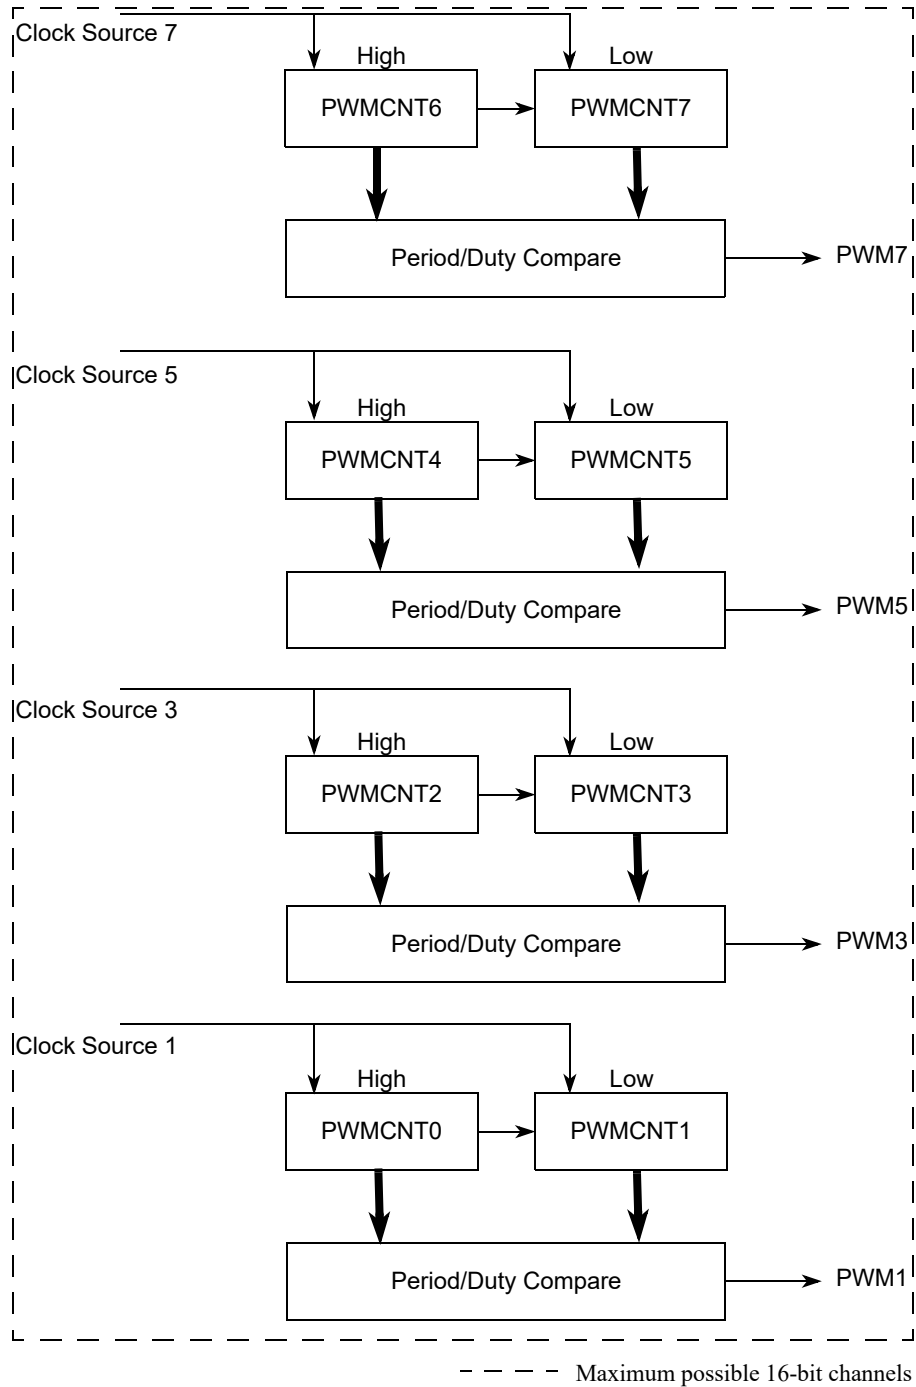 Clock Source 7
High
Low
PWMCNT6
PWMCNT7
Period/Duty Compare
PWM7
Clock Source 5
High
Low
PWMCNT4
PWMCNT5
Period/Duty Compare
PWM5
Clock Source 3
High
Low
PWMCNT2
PWMCNT3
Period/Duty Compare
PWM3
Clock Source 1
High
Low
PWMCNT0
PWMCNT1
Period/Duty Compare
PWM1
Maximum possible 16-bit channels